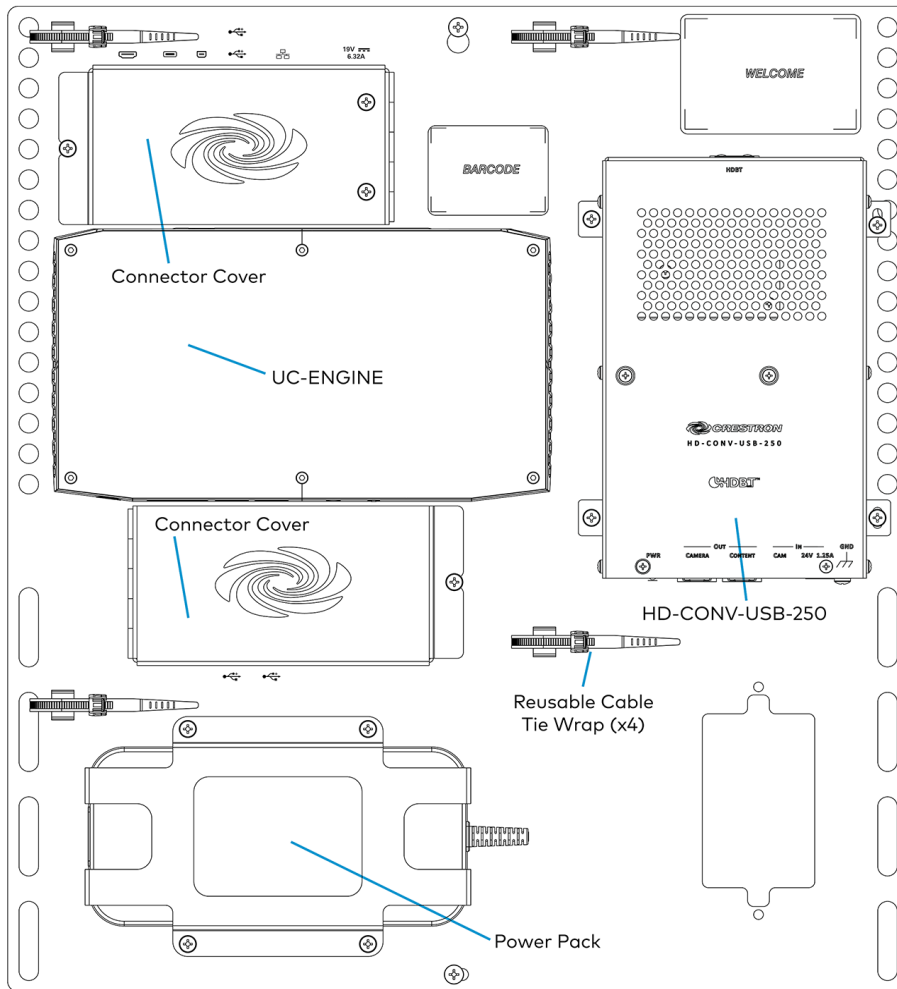 19V
6.32A
WELCOME
BARCODE
HDBT
Connector Cover
UC-ENGINE
CRESTRON
HD-CONV-USB-250
HDBT™
Connector Cover
OUT IN GND
PWR CAMERA CONTENT CAM 24V 1.25A
HD-CONV-USB-250
Reusable Cable
Tie Wrap (x4)
Power Pack